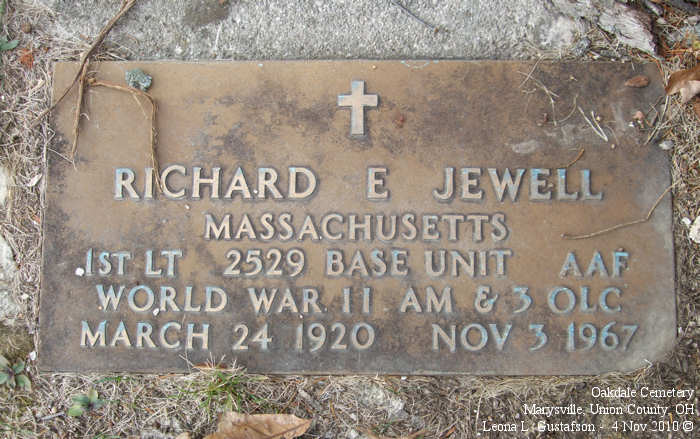 RICHARD E JEWELL
MASSACHUSETTS
1ST LT 2529 BASE UNIT AAF
WORLD WAR II AM & 3 OLC
MARCH 24 1920 NOV 3 1967
Oakdale Cemetery
Marysville, Union County, OH
Leona L. Gustafson - 4 Nov 2010 ©